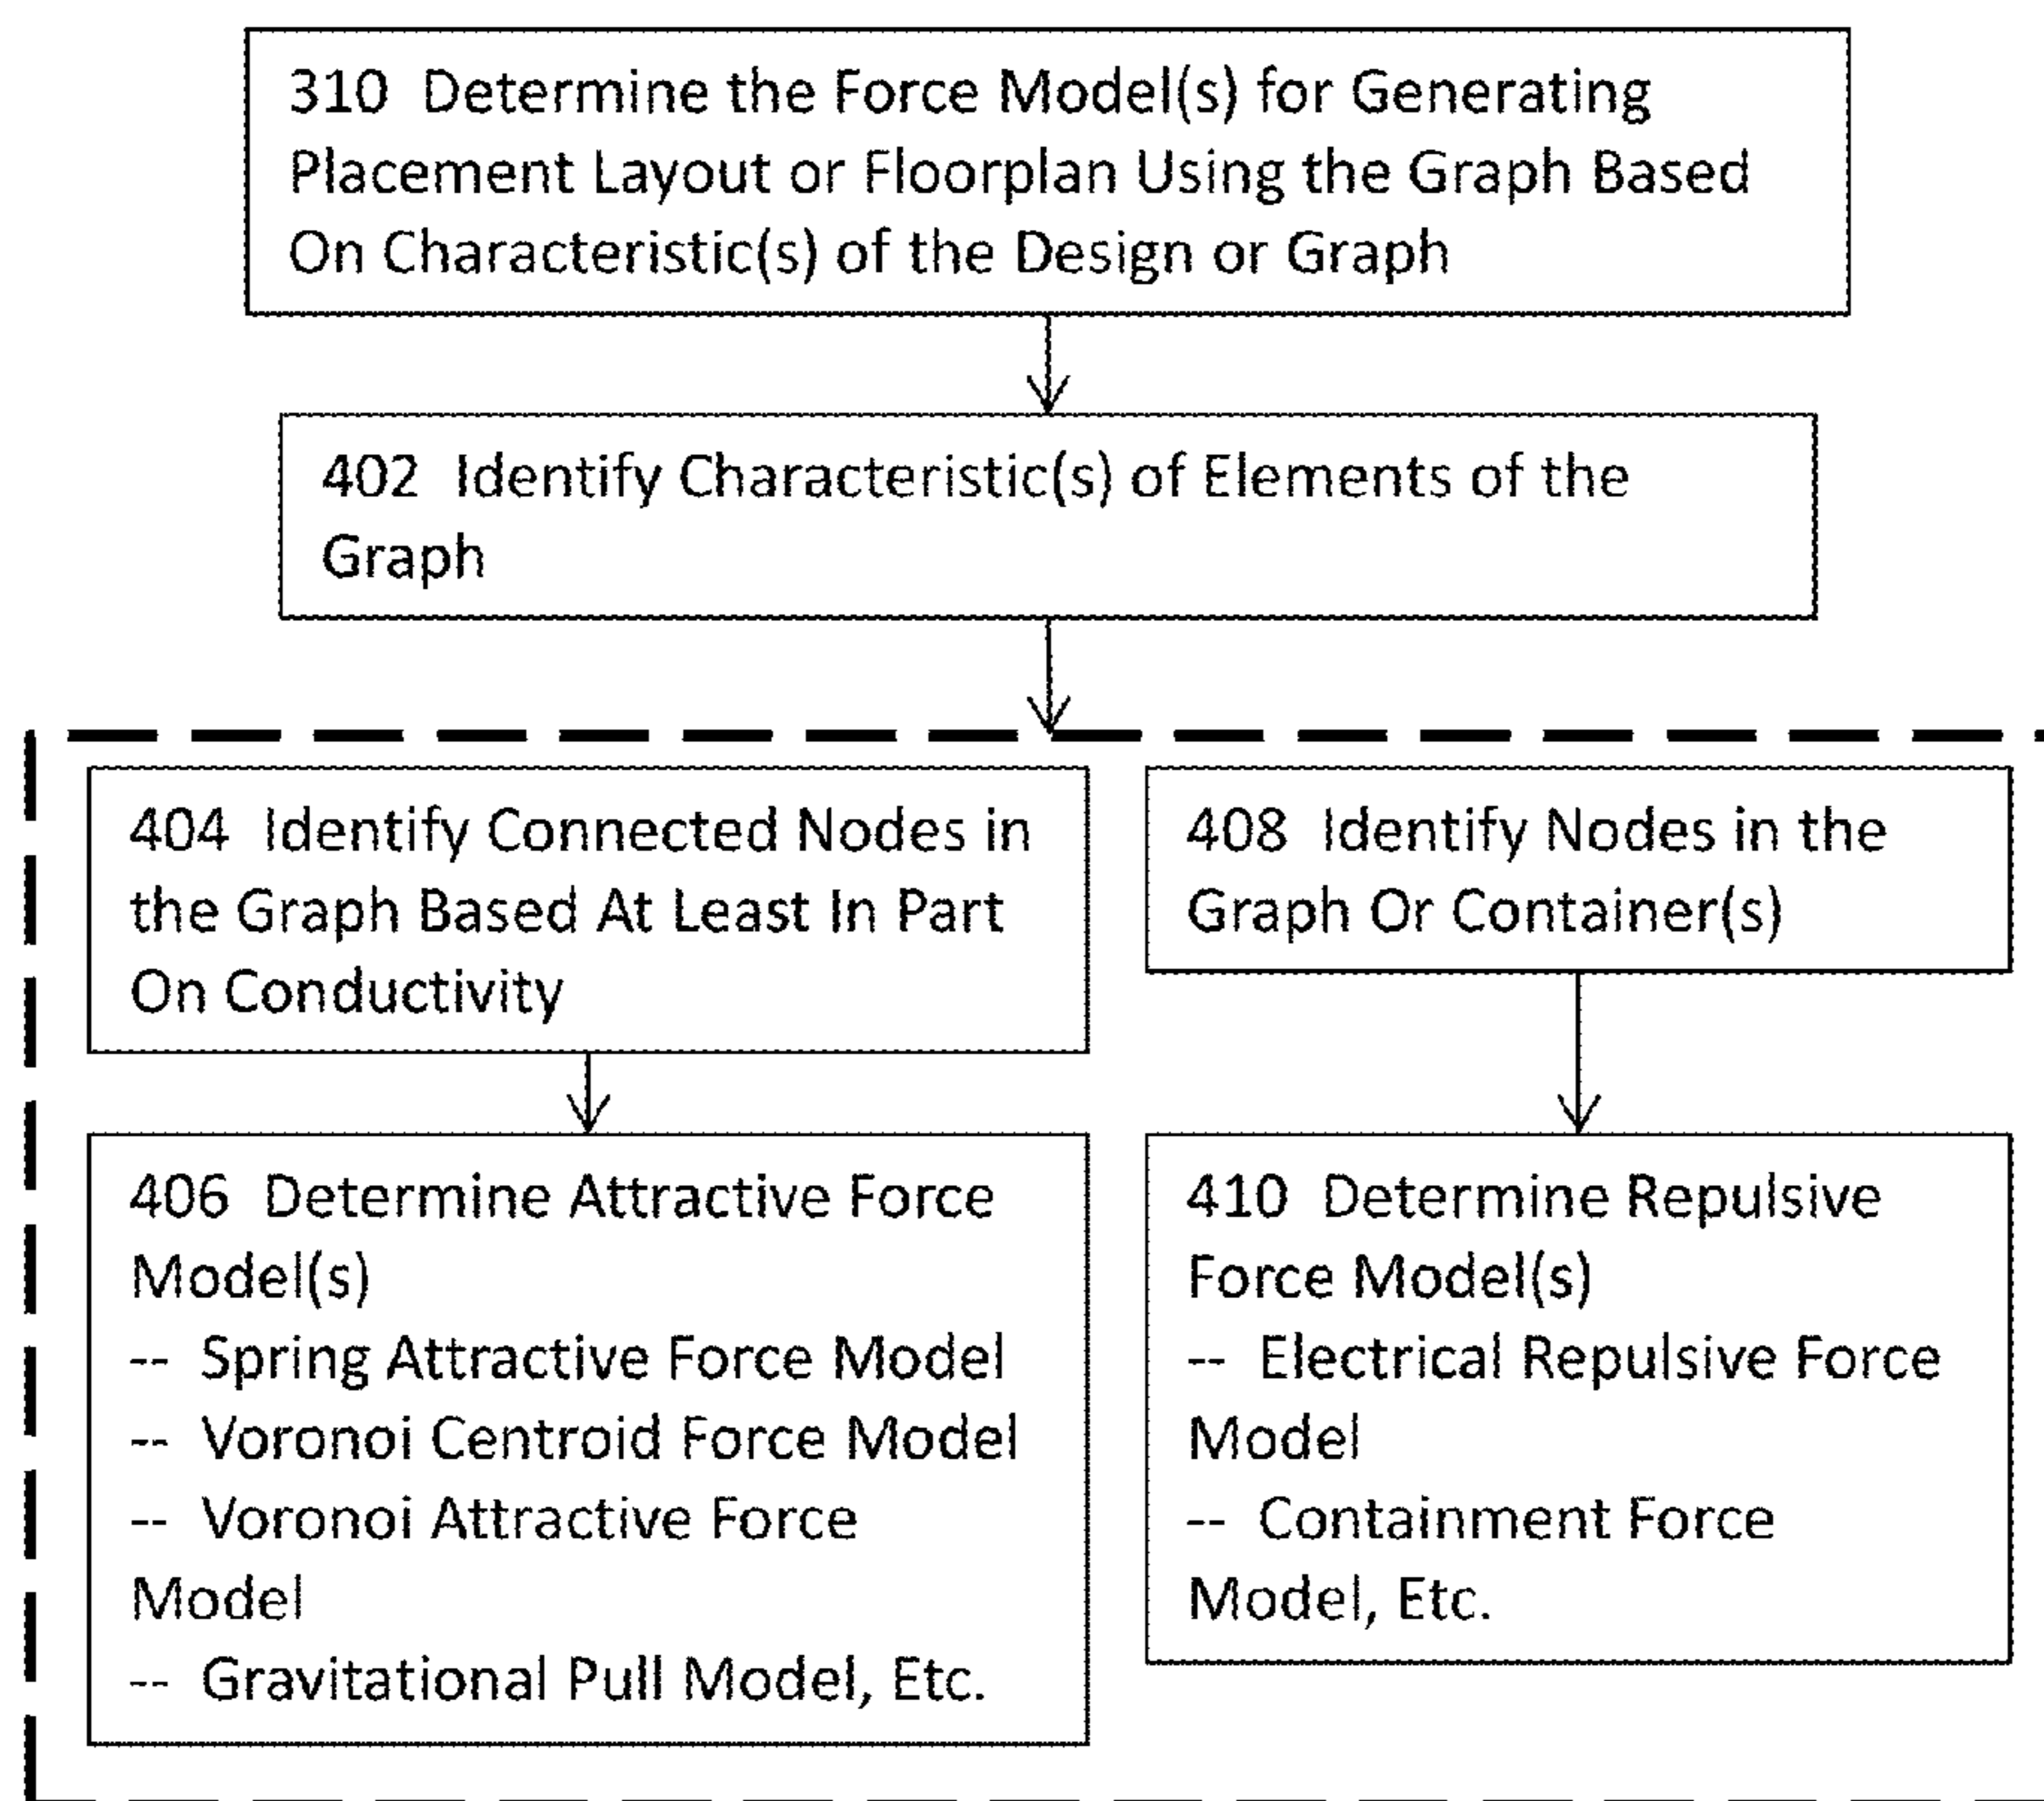 310 Determine the Force Model(s) for Generating
Placement Layout or Floorplan Using the Graph Based
On Characteristic(s) of the Design or Graph
402 Identify Characteristic(s) of Elements of the
Graph
404 Identify Connected Nodes in
the Graph Based At Least In Part
On Conductivity
406 Determine Attractive Force
Model(s)
-- Spring Attractive Force Model
-- Voronoi Centroid Force Model
-- Voronoi Attractive Force
Model
-- Gravitational Pull Model, Etc.
408 Identify Nodes in the
Graph Or Container(s)
410 Determine Repulsive
Force Model(s)
-- Electrical Repulsive Force
Model
-- Containment Force
Model, Etc.